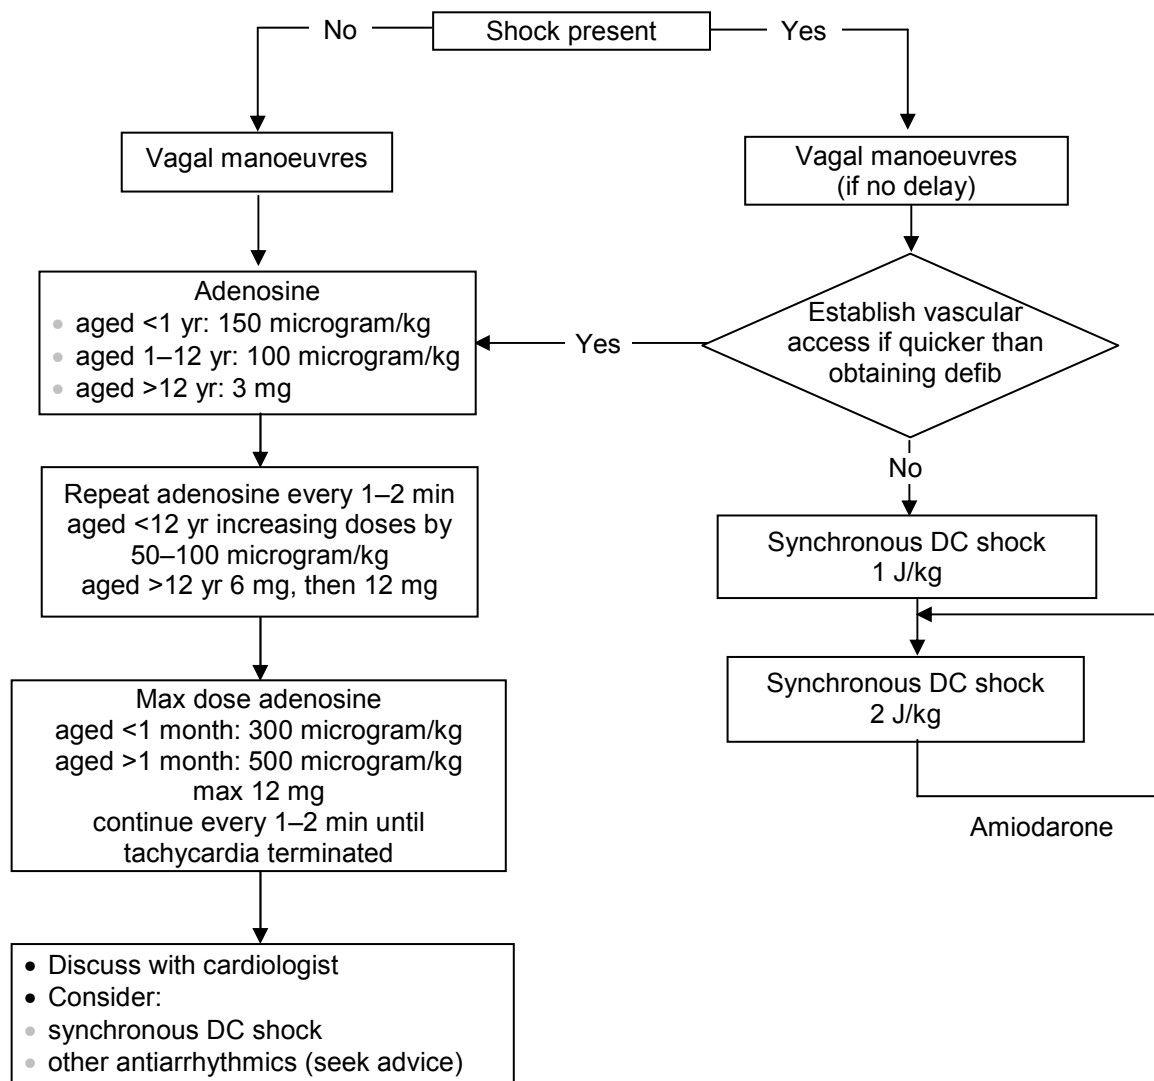 No
Shock present
Yes
Vagal manoeuvres
Vagal manoeuvres
(if no delay)
Adenosine
• aged <1 yr: 150 microgram/kg
• aged 1–12 yr: 100 microgram/kg
• aged >12 yr: 3 mg
Yes
Establish vascular
access if quicker than
obtaining defib
No
Repeat adenosine every 1–2 min
aged <12 yr increasing doses by
50–100 microgram/kg
aged >12 yr 6 mg, then 12 mg
Synchronous DC shock
1 J/kg
Synchronous DC shock
2 J/kg
Amiodarone
Max dose adenosine
aged <1 month: 300 microgram/kg
aged >1 month: 500 microgram/kg
max 12 mg
continue every 1–2 min until
tachycardia terminated
• Discuss with cardiologist
• Consider:
• synchronous DC shock
• other antiarrhythmics (seek advice)